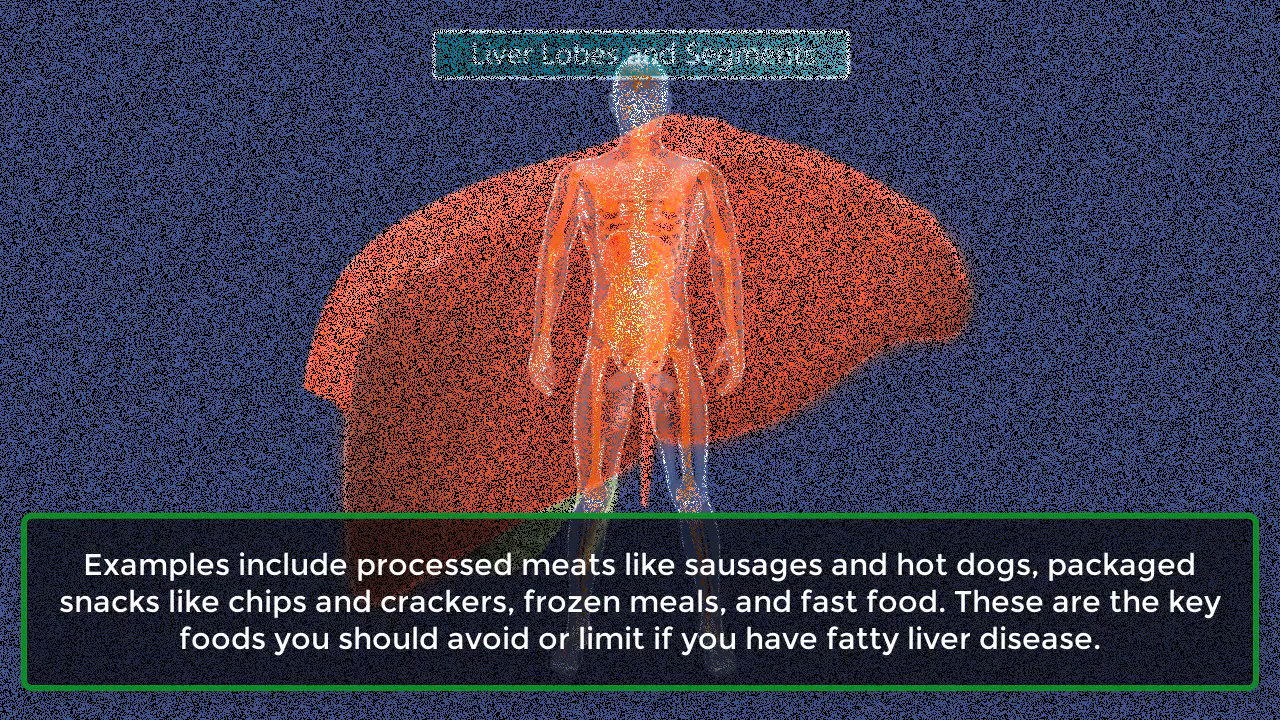 Liver Lobes and Segments
Examples include processed meats like sausages and hot dogs, packaged
snacks like chips and crackers, frozen meals, and fast food. These are the key
foods you should avoid or limit if you have fatty liver disease.